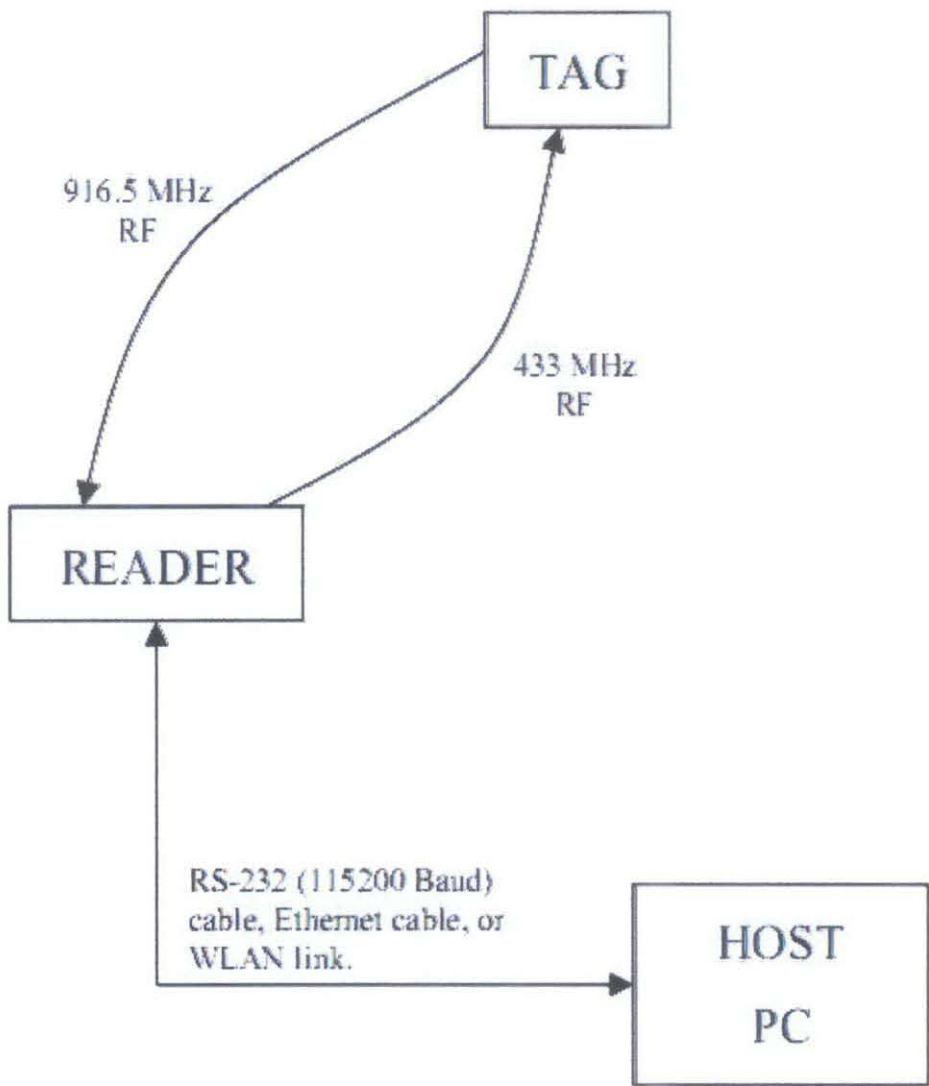 TAG
916.5 MHz
RF
433 MHz
RF
READER
RS-232 (115200 Baud)
cable, Ethernet cable, or
WLAN link.
HOST
PC